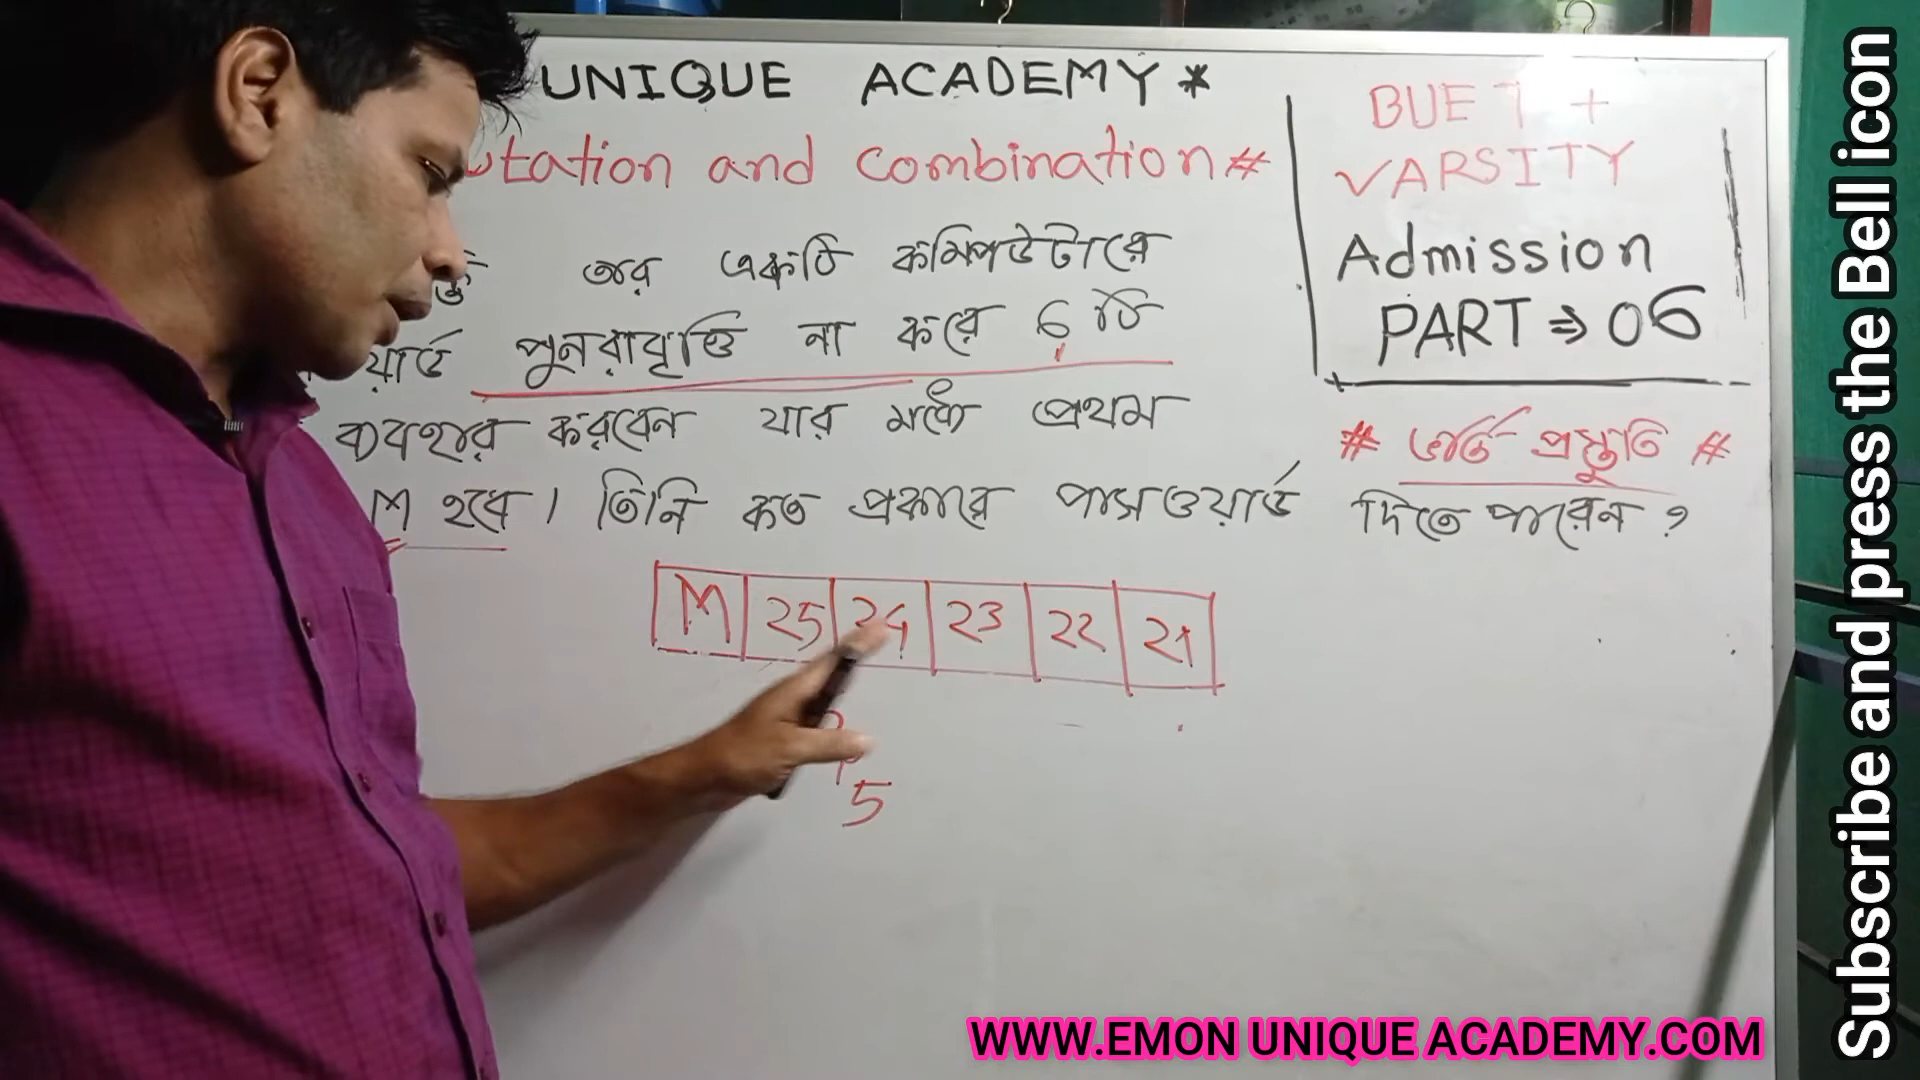 UNIQUE ACADEMY *
tation and combination #
তার একটি কম্পিউটারে
য়ার্ড পুনরাবৃত্তি না করে 6 টি
ব্যবহার করবেন যার মধ্যে প্রথম
M হবে। তিনি কত প্রকারে পাসওয়ার্ড দিতে পারেন ?
M 25 24 23 22 21
P 5
BUET +
VARSITY
Admission
PART ⇒ 06
# ভর্তি প্রস্তুতি #
WWW.EMON UNIQUE ACADEMY.COM
Subscribe and press the Bell icon